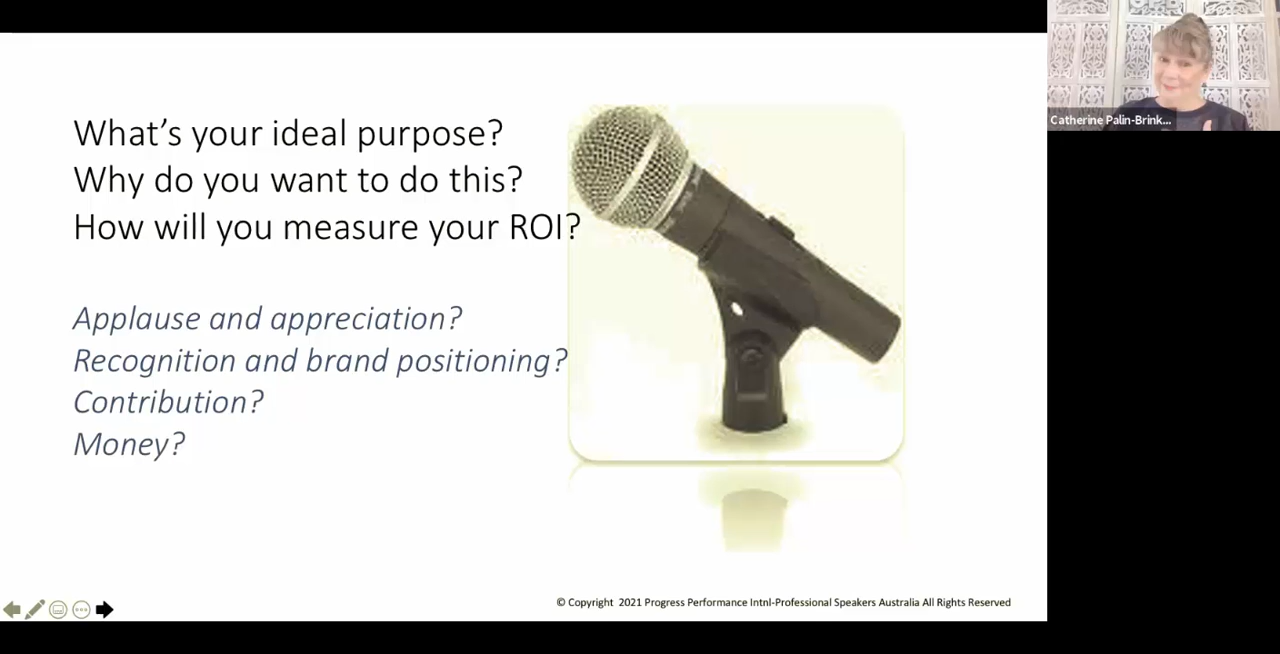 What's your ideal purpose?
Why do you want to do this?
How will you measure your ROI?
Applause and appreciation?
Recognition and brand positioning?
Contribution?
Money?
© Copyright 2021 Progress Performance Intnl-Professional Speakers Australia All Rights Reserved
Catherine Palin-Brink...